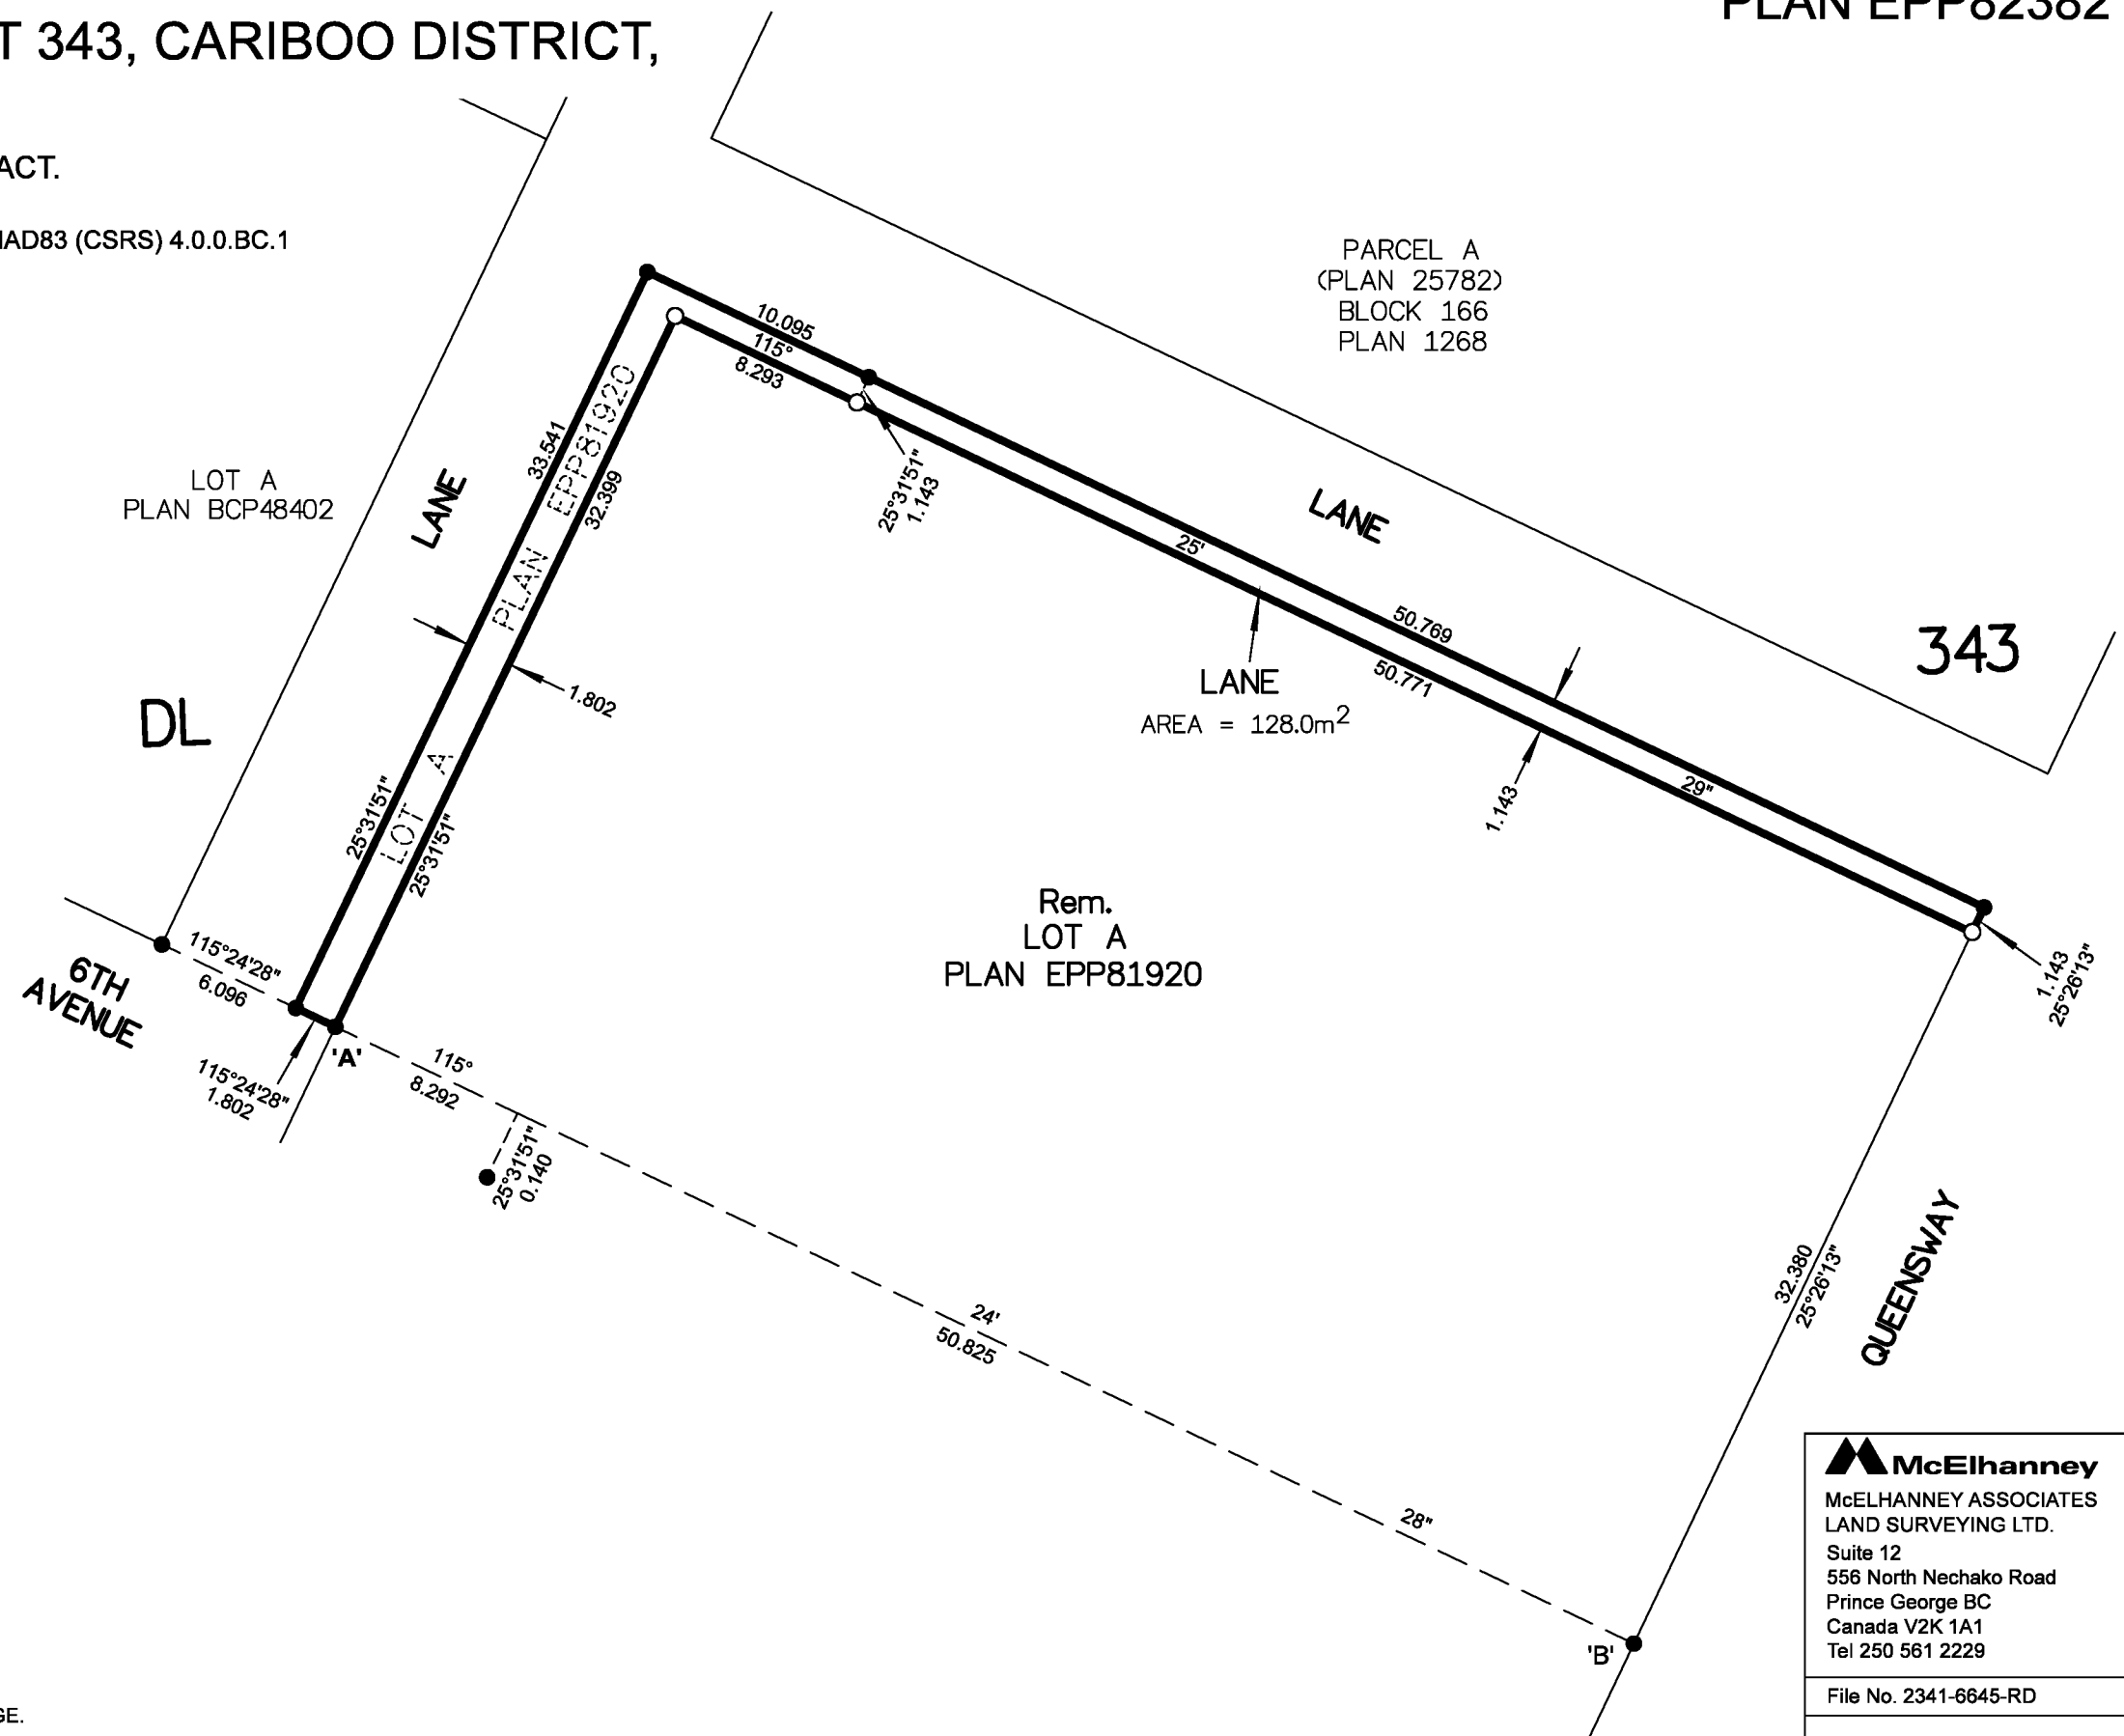 PLAN EPP82382
T 343, CARIBOO DISTRICT,
ACT.
NAD83 (CSRS) 4.0.0.BC.1
PARCEL A
(PLAN 25782)
BLOCK 166
PLAN 1268
10.095
115°
8.293
LOT A
PLAN BCP48402
LANE
33.541
32.399
LOT A PLAN EPP81920
25°31'51"
1.143
LANE
25'
50.769
50.771
343
1.802
LANE
AREA = 128.0m²
DL
1.143
29"
25°31'51"
25°31'51"
Rem.
LOT A
PLAN EPP81920
115°24'28"
6.096
6TH
AVENUE
1.143
25°26'13"
'A'
115°24'28"
1.802
115°
8.292
25°31'51"
0.140
24'
50.825
32.380
25°26'13"
QUEENSWAY
28"
'B'
McElhanney
McELHANNEY ASSOCIATES
LAND SURVEYING LTD.
Suite 12
556 North Nechako Road
Prince George BC
Canada V2K 1A1
Tel 250 561 2229
File No. 2341-6645-RD
GE.